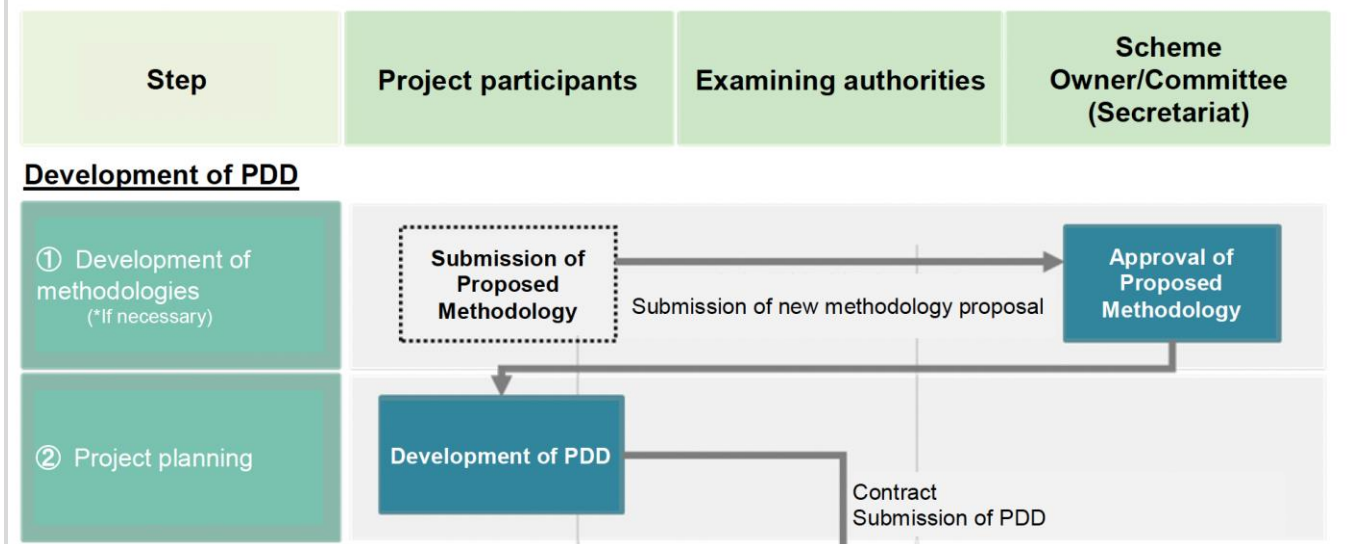 Step
Project participants
Examining authorities
Scheme
Owner/Committee
(Secretariat)
Development of PDD
① Development of
methodologies
(*If necessary)
Submission of
Proposed
Methodology
Submission of new methodology proposal
Approval of
Proposed
Methodology
② Project planning
Development of PDD
Contract
Submission of PDD